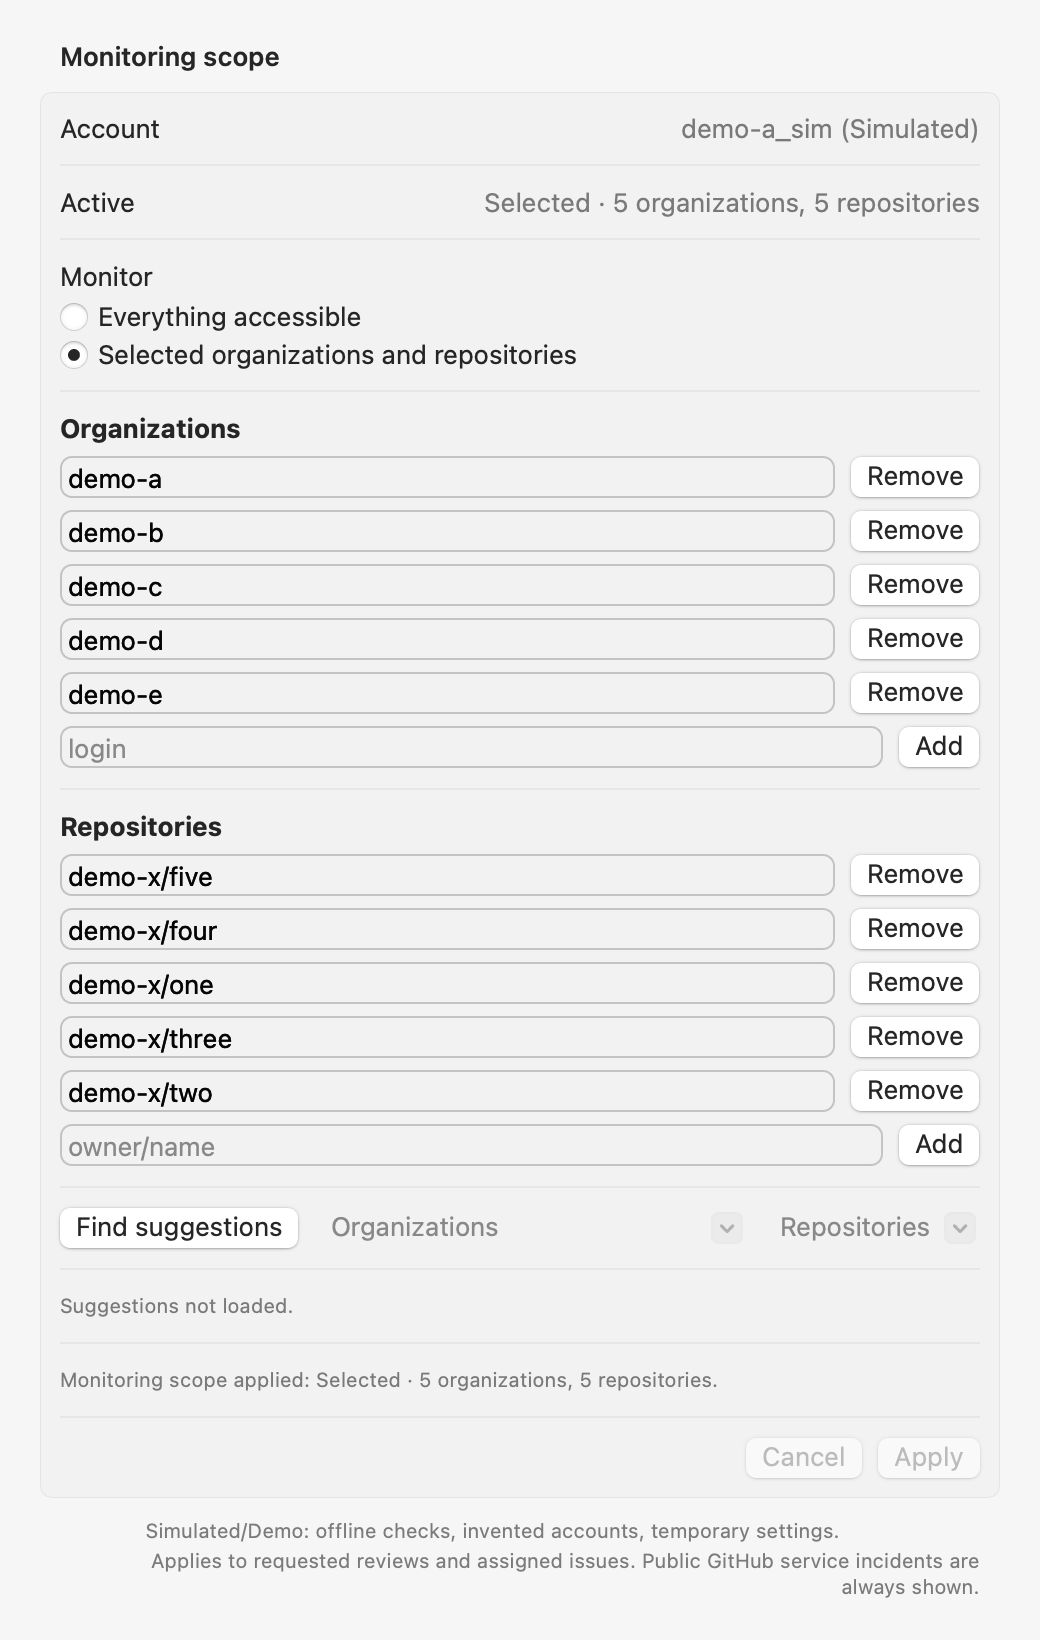 Monitoring scope
Account demo-a_sim (Simulated)
Active Selected · 5 organizations, 5 repositories
Monitor
Everything accessible
Selected organizations and repositories
Organizations
demo-a Remove
demo-b Remove
demo-c Remove
demo-d Remove
demo-e Remove
login Add
Repositories
demo-x/five Remove
demo-x/four Remove
demo-x/one Remove
demo-x/three Remove
demo-x/two Remove
owner/name Add
Find suggestions Organizations Repositories
Suggestions not loaded.
Monitoring scope applied: Selected · 5 organizations, 5 repositories.
Cancel Apply
Simulated/Demo: offline checks, invented accounts, temporary settings.
Applies to requested reviews and assigned issues. Public GitHub service incidents are
always shown.